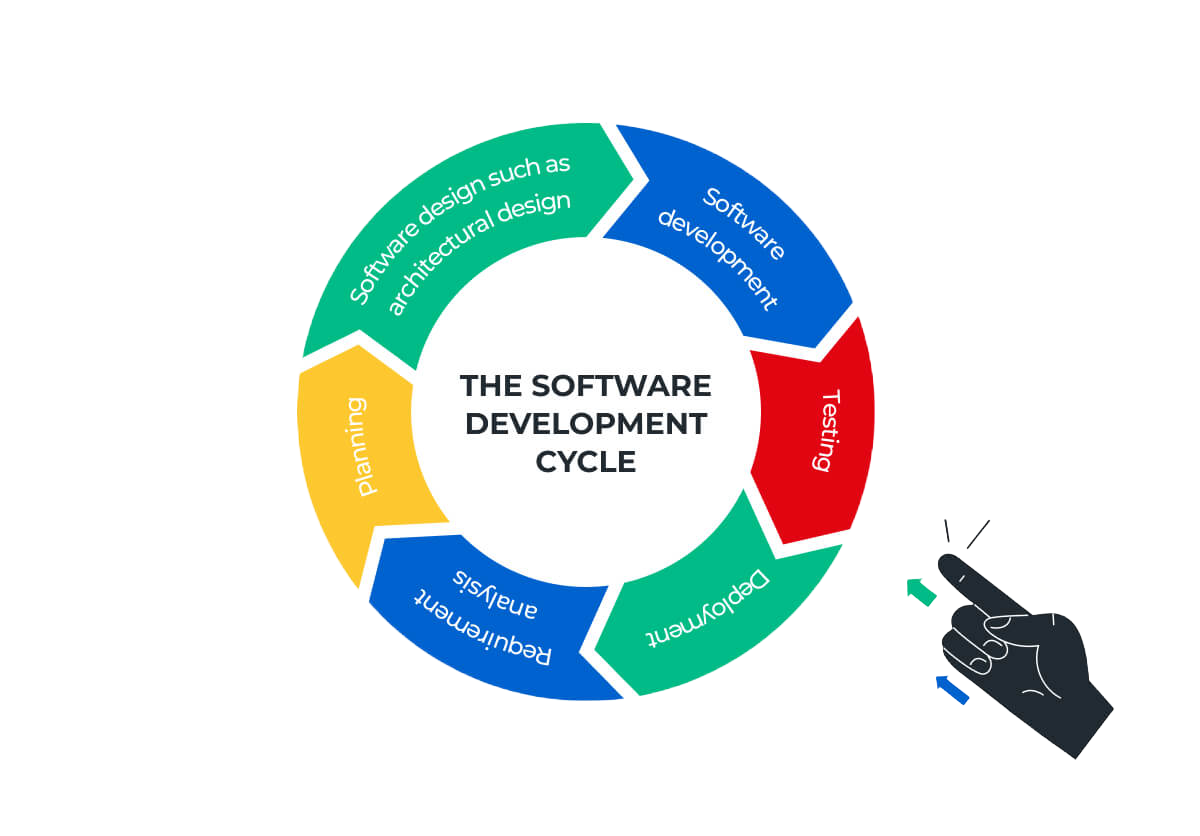 Software design such as
architectural design
Software
development
Testing
Deployment
Requirement
analysis
Planning
THE SOFTWARE
DEVELOPMENT
CYCLE